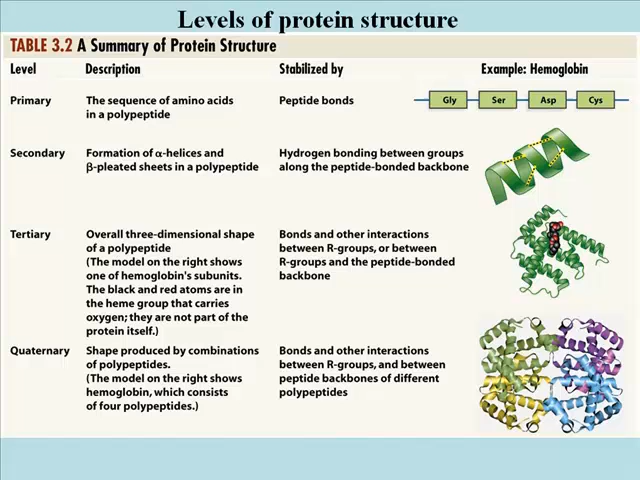 Levels of protein structure
TABLE 3.2 A Summary of Protein Structure
Level Description Stabilized by Example: Hemoglobin
Primary The sequence of amino acids Peptide bonds Gly Ser Asp Cys
in a polypeptide
Secondary Formation of α-helices and Hydrogen bonding between groups
β-pleated sheets in a polypeptide along the peptide-bonded backbone
Tertiary Overall three-dimensional shape Bonds and other interactions
of a polypeptide between R-groups, or between
(The model on the right shows R-groups and the peptide-bonded
one of hemoglobin's subunits. backbone
The black and red atoms are in
the heme group that carries
oxygen; they are not part of the
protein itself.)
Quaternary Shape produced by combinations Bonds and other interactions
of polypeptides. between R-groups, and between
(The model on the right shows peptide backbones of different
hemoglobin, which consists polypeptides
of four polypeptides.)